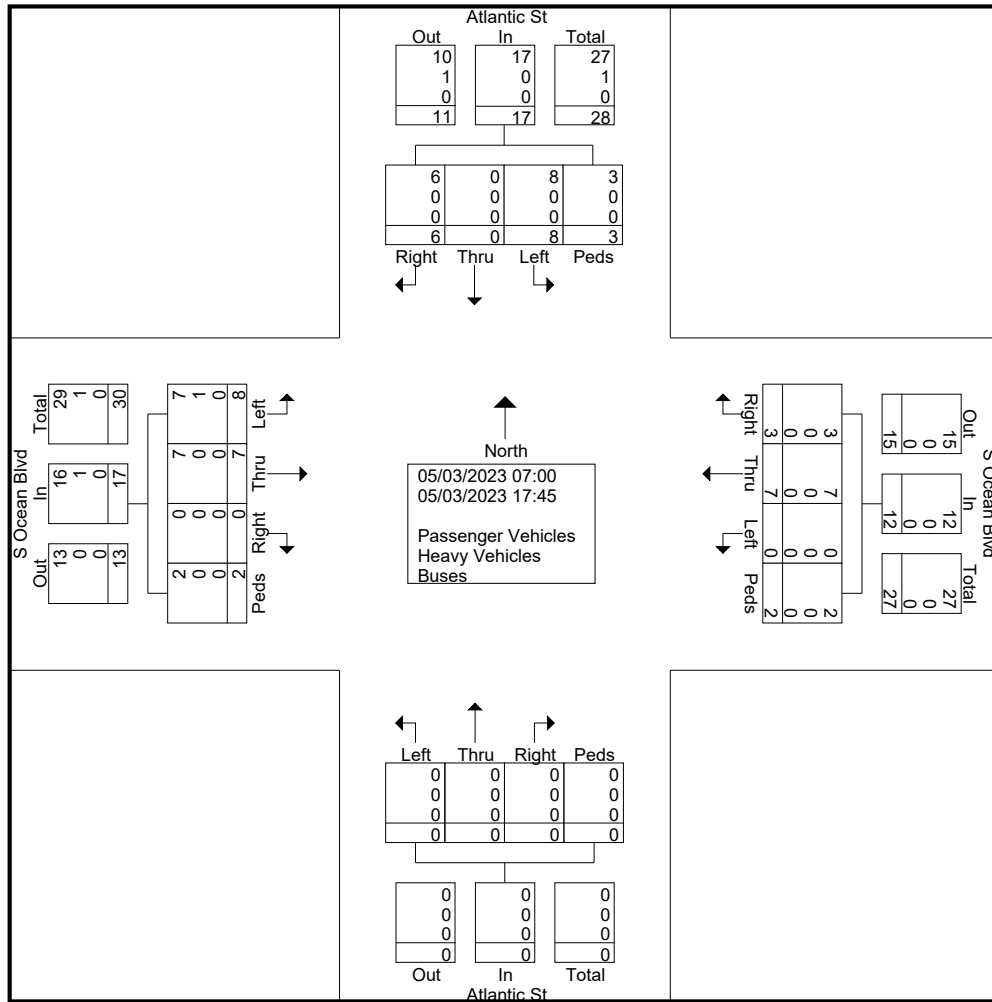 Atlantic St
Out In Total
10 17 27
1 0 1
0 0 0
11 17 28
6 0 8 3
0 0 0 0
0 0 0 0
6 0 8 3
Right Thru Left Peds
S Ocean Blvd
Total
29 1 0 30
In
16 1 0 17
Out
13 0 0 13
7 1 0 8
Left
7 0 0 7
Thru
0 0 0 0
Right
2 0 0 2
Peds
North
05/03/2023 07:00
05/03/2023 17:45
Passenger Vehicles
Heavy Vehicles
Buses
Right
3 0 0 3
Thru
7 0 0 7
Left
0 0 0 0
Peds
2 0 0 2
Out
15 0 0 15
In
12 0 0 12
Total
27 0 0 27
S Ocean Blvd
Left Thru Right Peds
0 0 0 0
0 0 0 0
0 0 0 0
0 0 0 0
0 0 0
0 0 0
0 0 0
0 0 0
Out In Total
Atlantic St